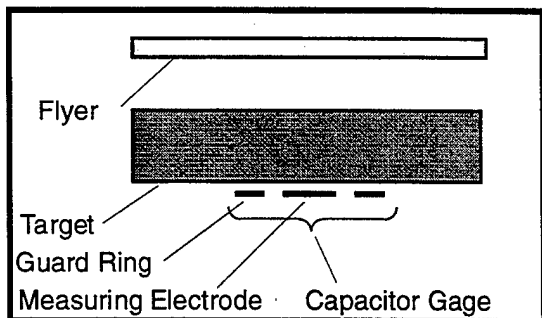 Flyer
Target
Guard Ring
Measuring Electrode
Capacitor Gage